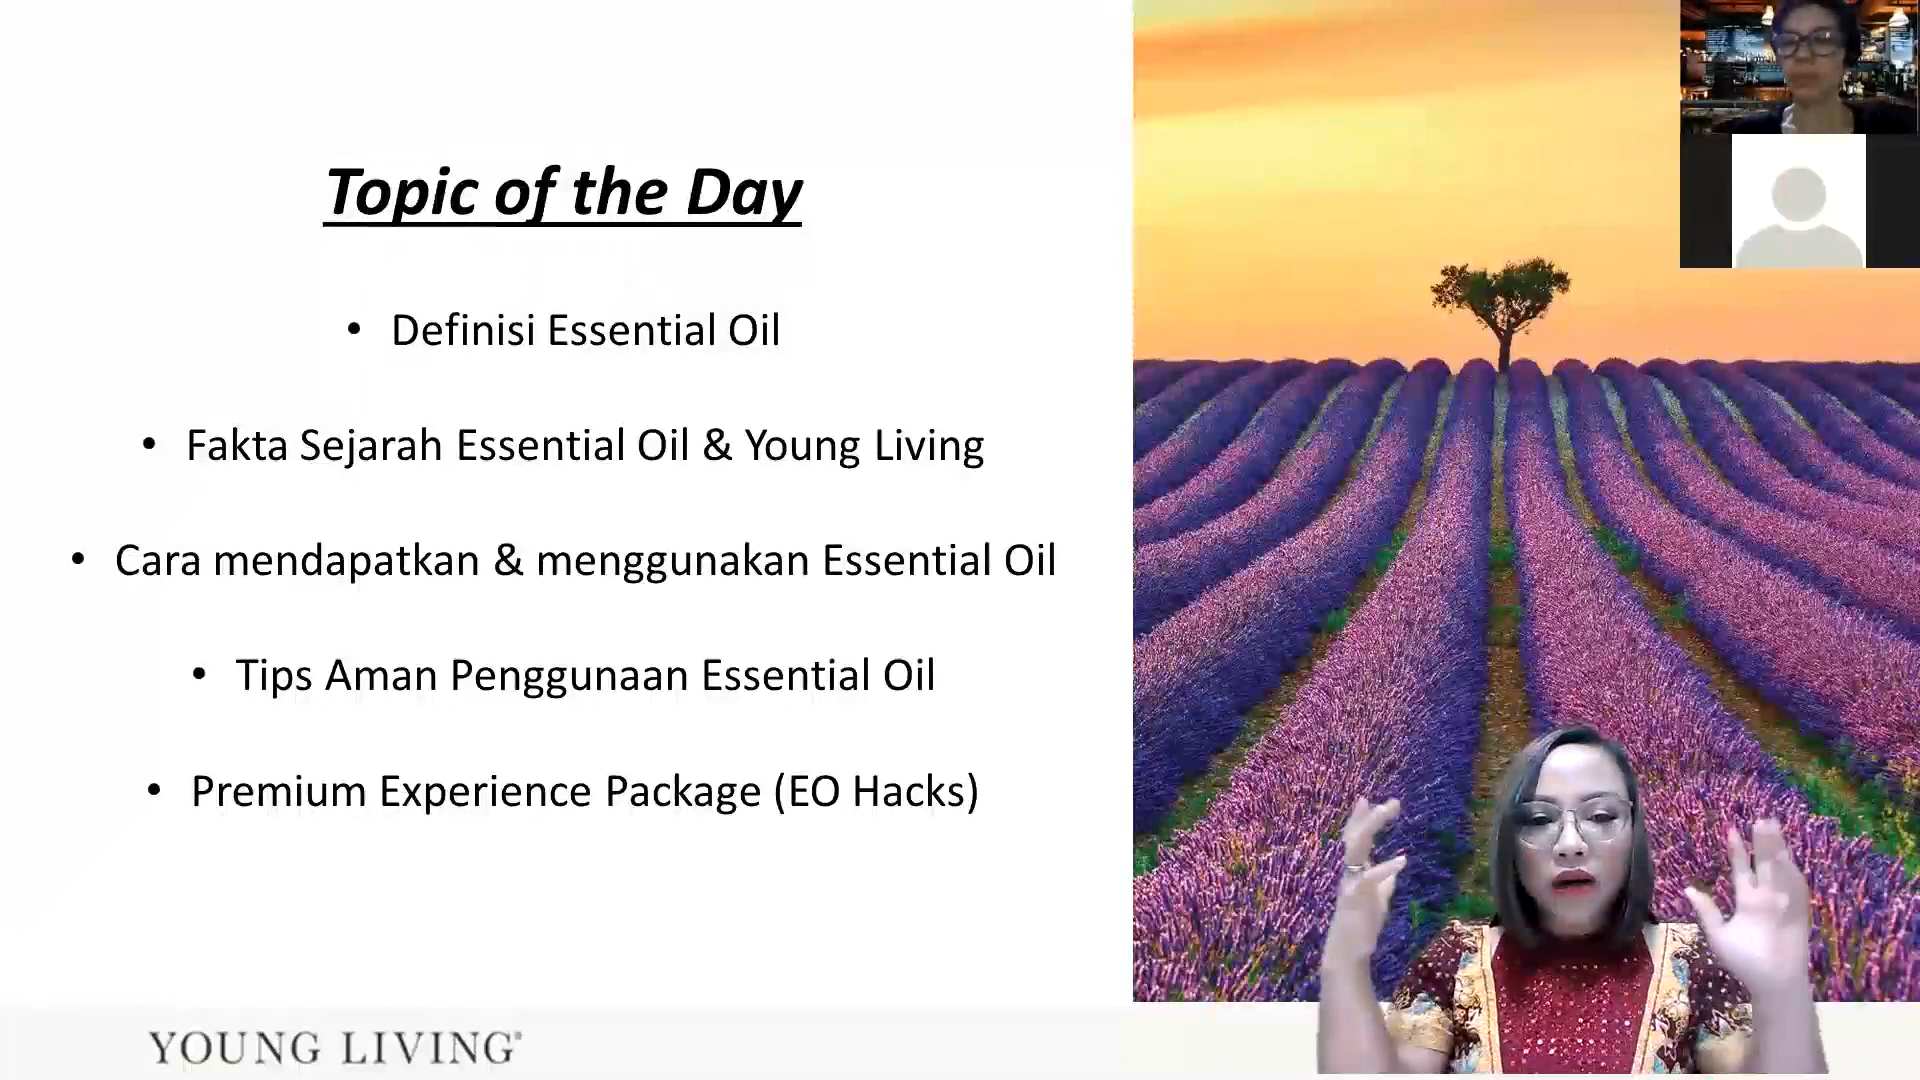 Topic of the Day
• Definisi Essential Oil
• Fakta Sejarah Essential Oil & Young Living
• Cara mendapatkan & menggunakan Essential Oil
• Tips Aman Penggunaan Essential Oil
• Premium Experience Package (EO Hacks)
YOUNG LIVING®